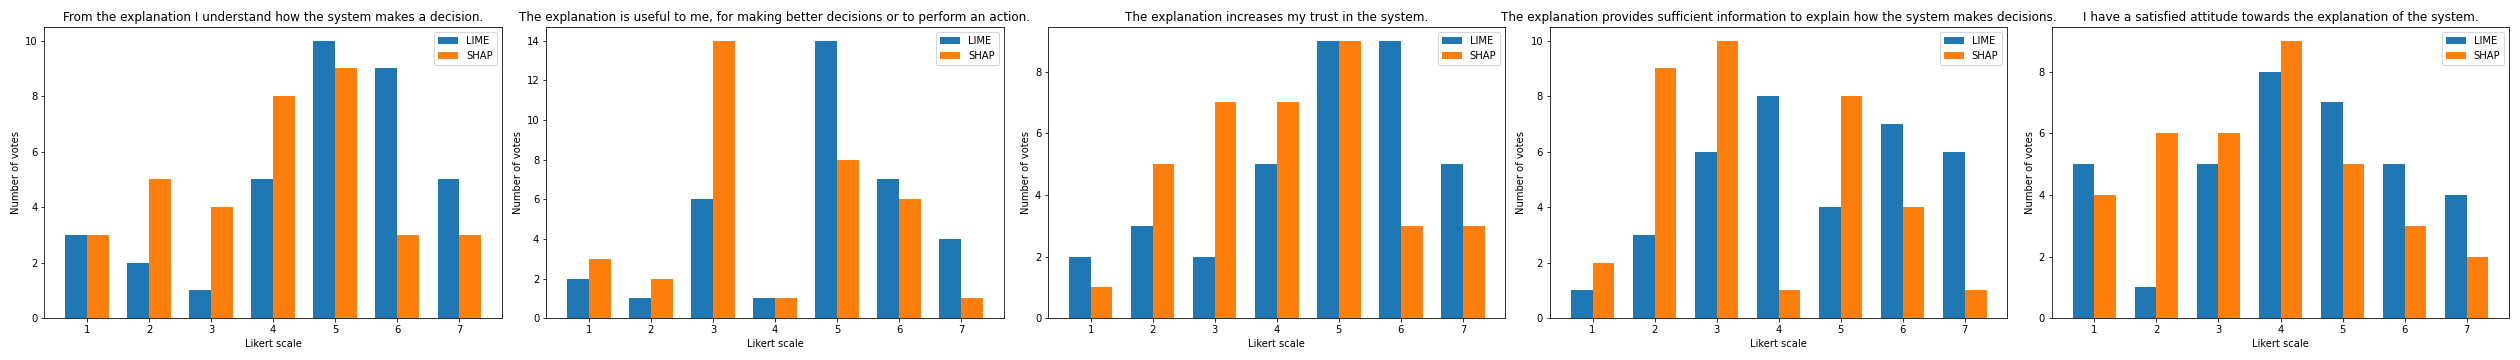 From the explanation I understand how the system makes a decision.
LIME
SHAP
Number of votes
10
8
6
4
2
0
1 2 3 4 5 6 7
Likert scale
The explanation is useful to me, for making better decisions or to perform an action.
LIME
SHAP
Number of votes
14
12
10
8
6
4
2
0
1 2 3 4 5 6 7
Likert scale
The explanation increases my trust in the system.
LIME
SHAP
Number of votes
8
6
4
2
0
1 2 3 4 5 6 7
Likert scale
The explanation provides sufficient information to explain how the system makes decisions.
LIME
SHAP
Number of votes
10
8
6
4
2
0
1 2 3 4 5 6 7
Likert scale
I have a satisfied attitude towards the explanation of the system.
LIME
SHAP
Number of votes
8
6
4
2
0
1 2 3 4 5 6 7
Likert scale